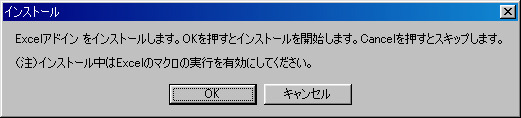 インストール
Excelアドイン をインストールします。OKを押すとインストールを開始します。Cancelを押すとスキップします。
(注)インストール中はExcelのマクロの実行を有効にしてください。
OK キャンセル